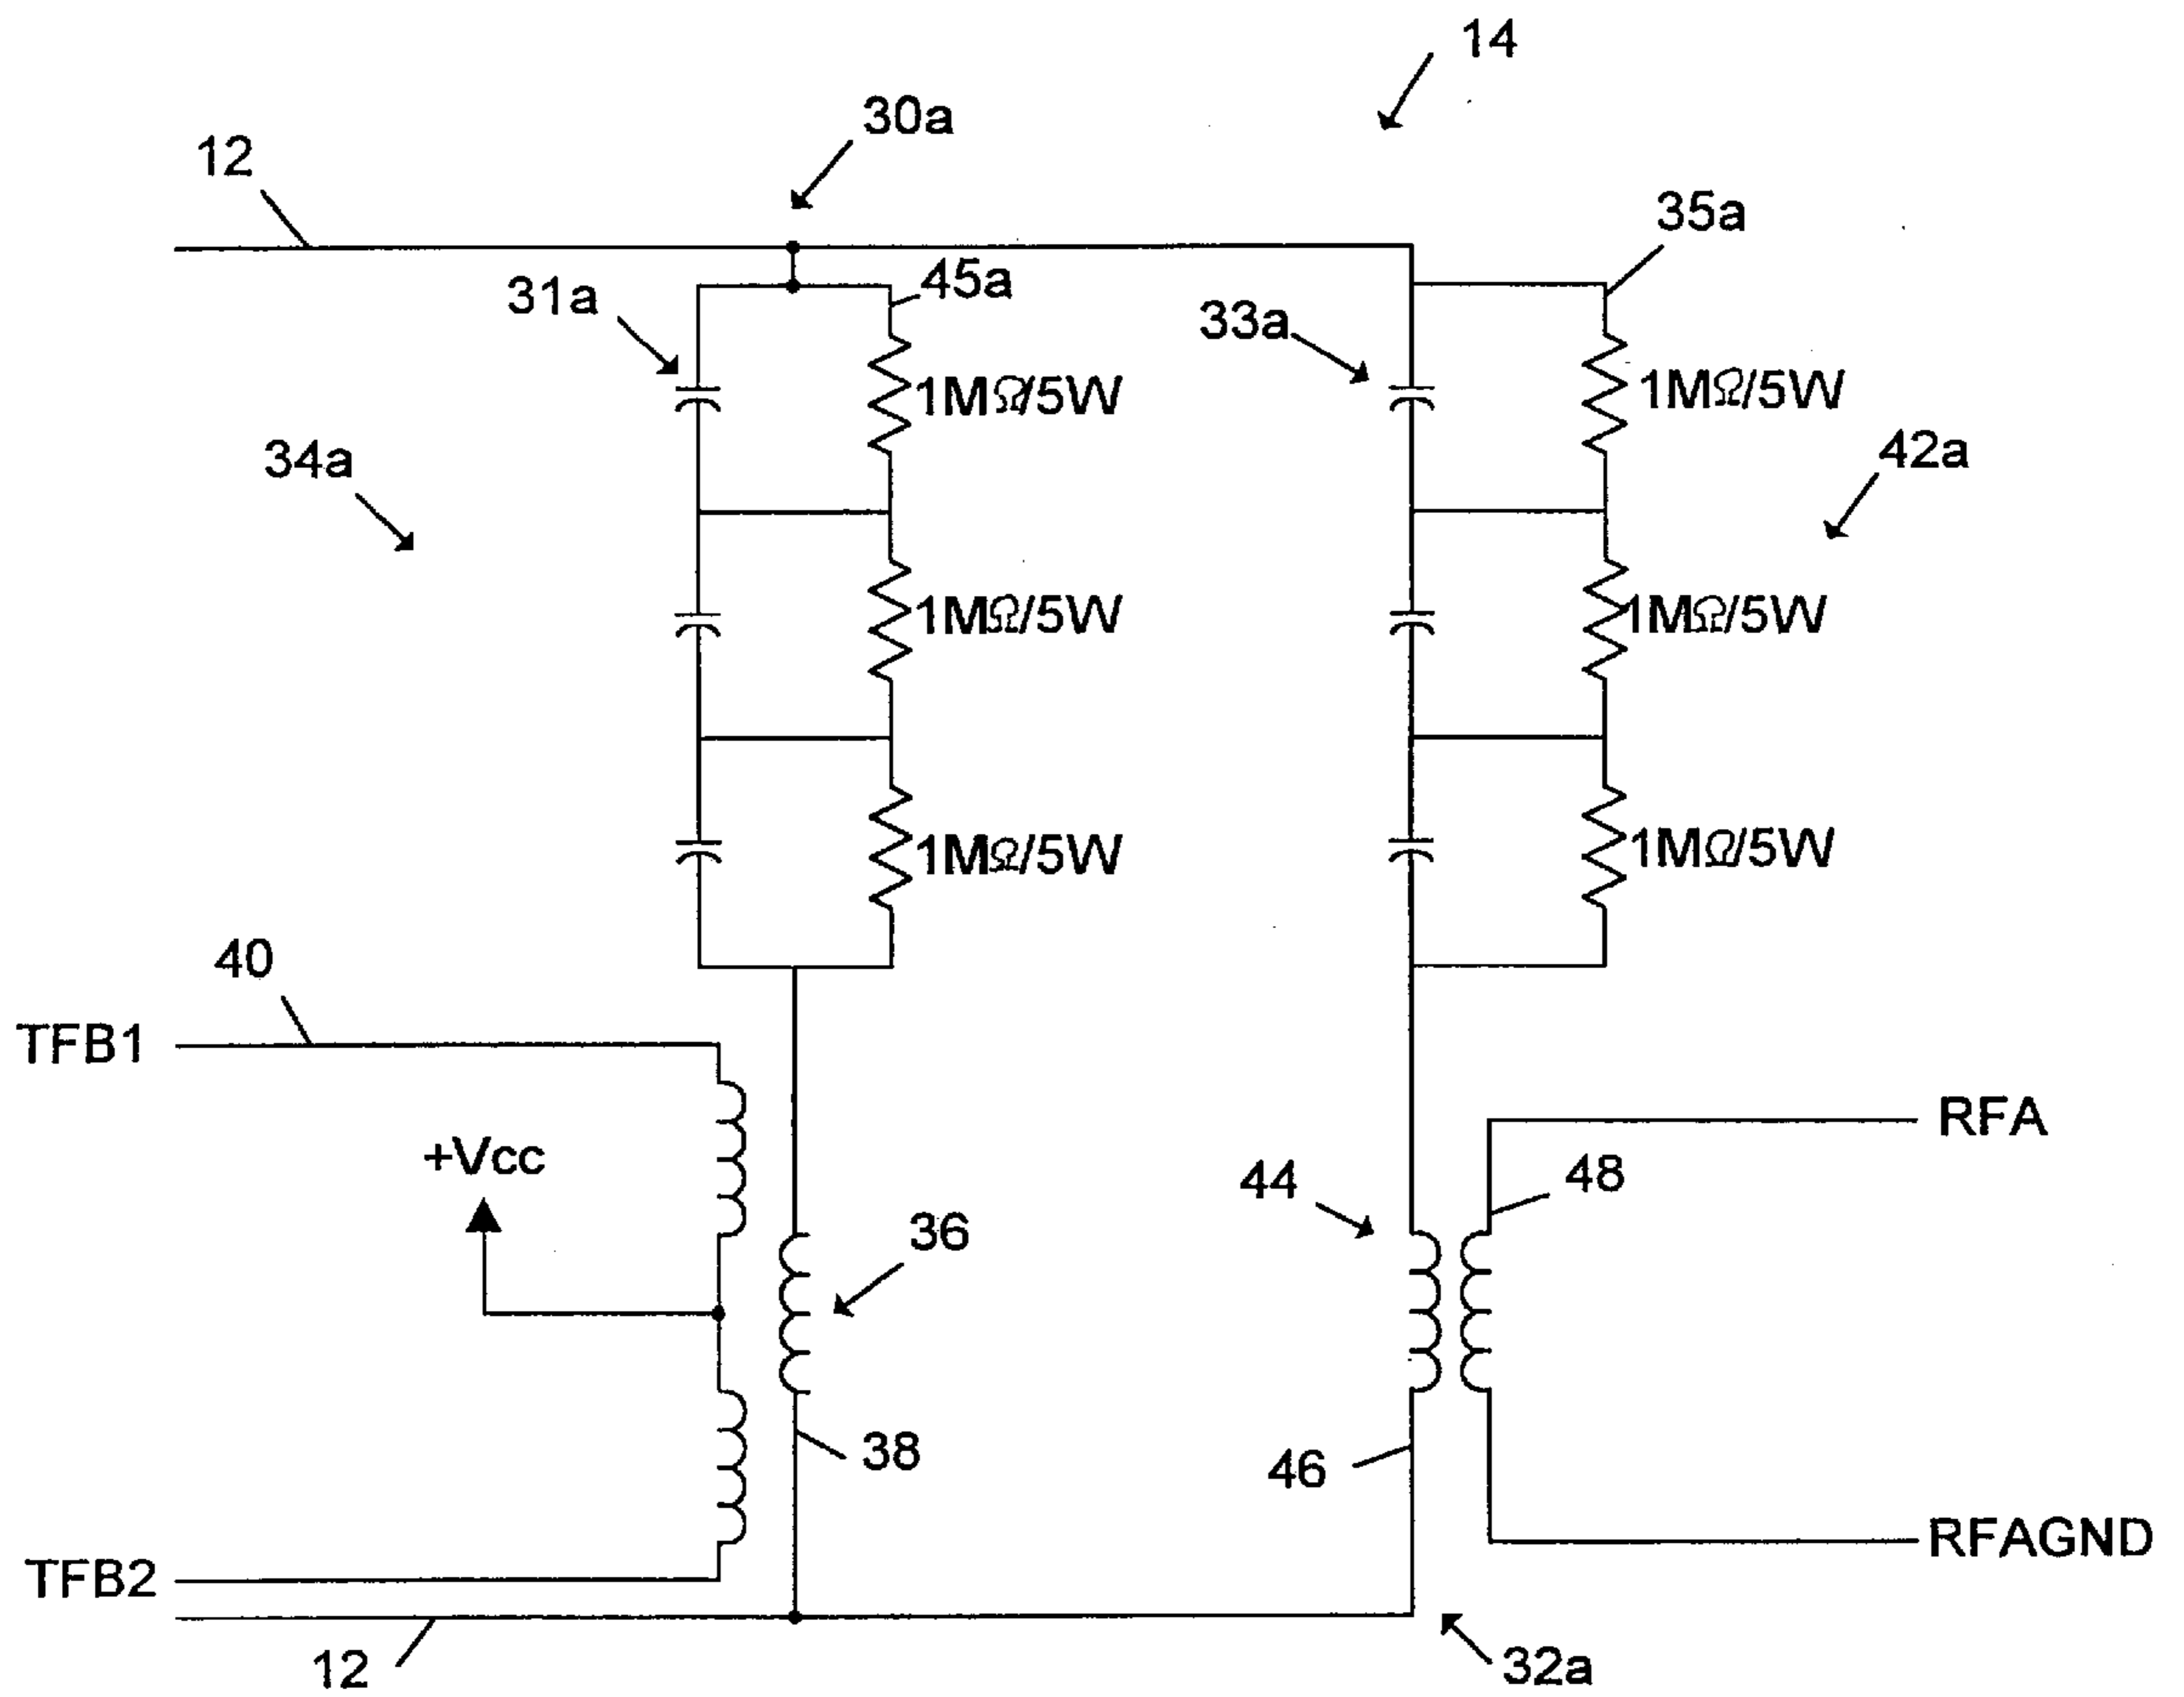 14
30a
12
35a
45a
31a
33a
1MΩ/5W
1MΩ/5W
34a
42a
1MΩ/5W
1MΩ/5W
1MΩ/5W
1MΩ/5W
40
TFB1
RFA
+Vcc
44
48
36
38
46
RFAGND
TFB2
12
32a